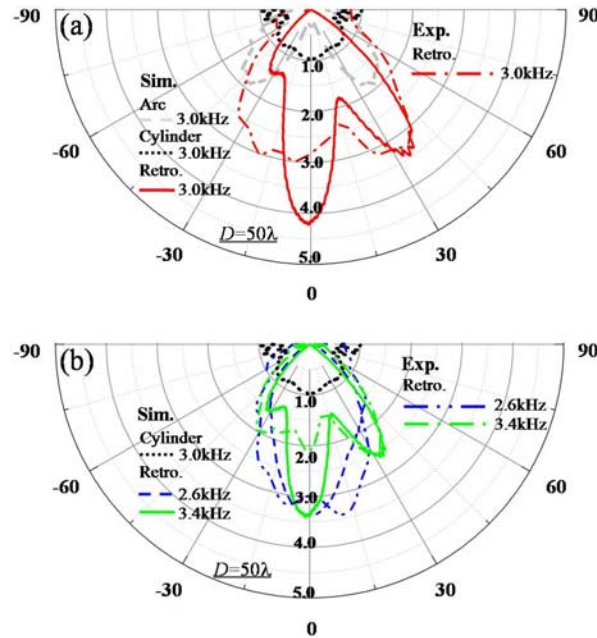 (a)
-90
90
Exp.
Retro.
3.0kHz
Sim.
Arc
3.0kHz
Cylinder
3.0kHz
Retro.
3.0kHz
1.0
2.0
3.0
4.0
5.0
-60
60
D=50λ
-30
30
0
(b)
-90
90
Exp.
Retro.
2.6kHz
3.4kHz
Sim.
Cylinder
3.0kHz
Retro.
2.6kHz
3.4kHz
1.0
2.0
3.0
4.0
5.0
-60
60
D=50λ
-30
30
0